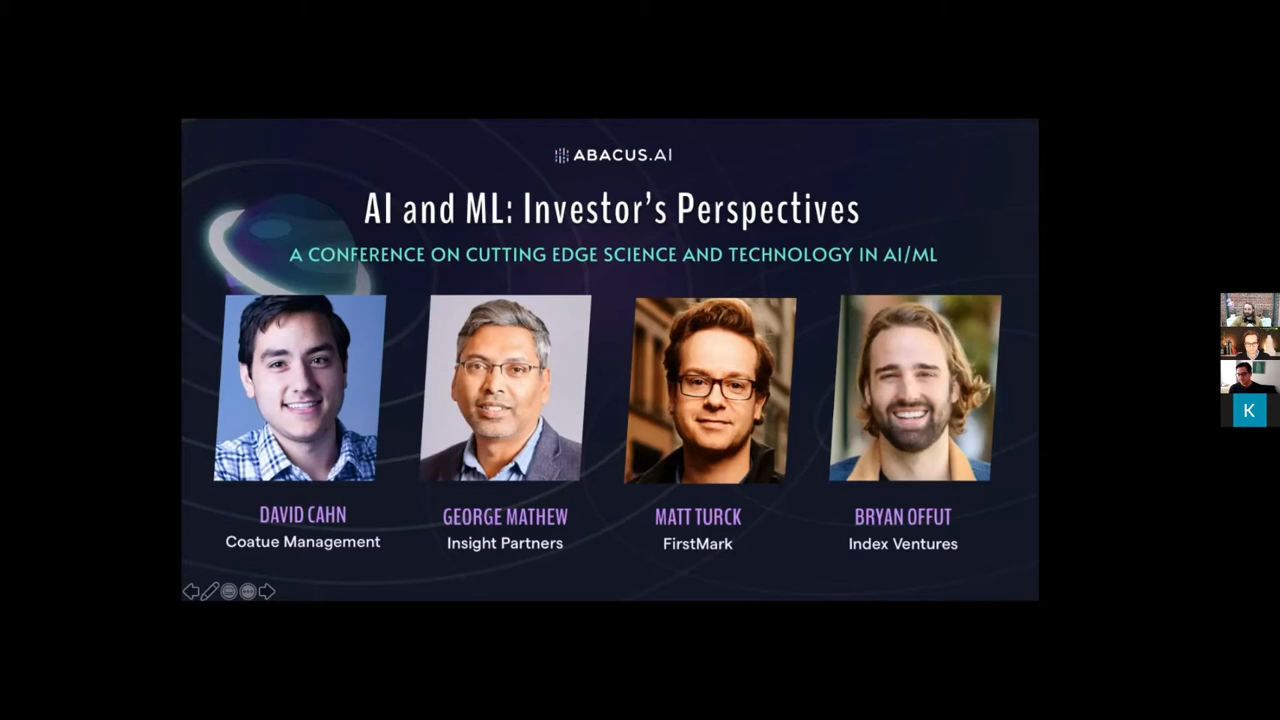 ABACUS.AI
AI and ML: Investor's Perspectives
A CONFERENCE ON CUTTING EDGE SCIENCE AND TECHNOLOGY IN AI/ML
DAVID CAHN
Coatue Management
GEORGE MATHEW
Insight Partners
MATT TURCK
FirstMark
BRYAN OFFUT
Index Ventures
K